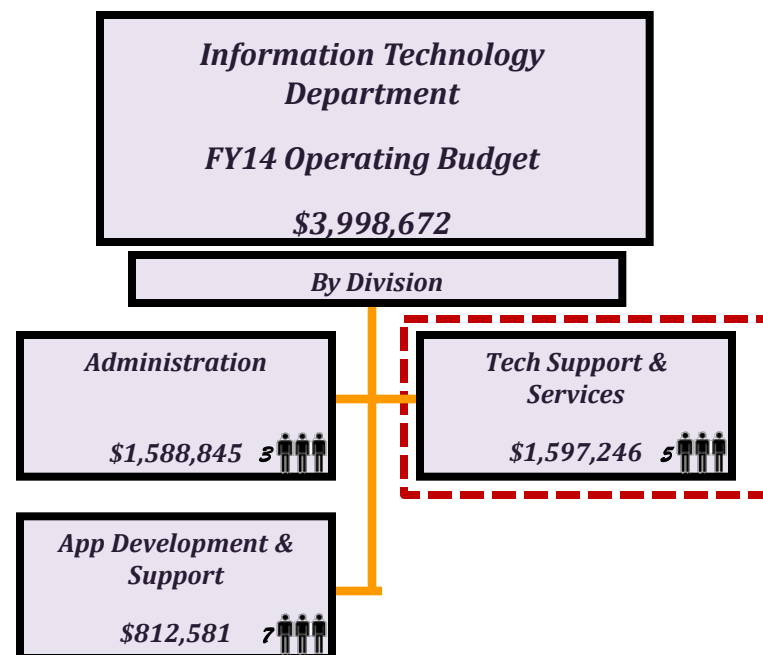 Information Technology
Department
FY14 Operating Budget
$3,998,672
By Division
Administration
$1,588,845 3
Tech Support &
Services
$1,597,246 5
App Development &
Support
$812,581 7